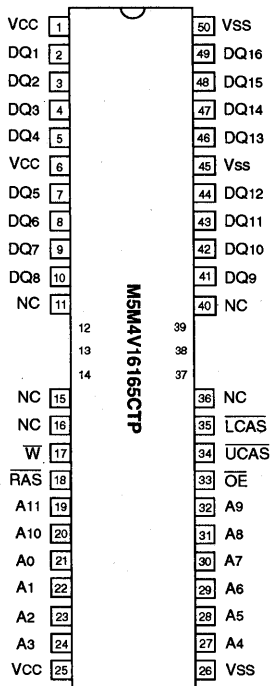 VCC 1 50 VSS
DQ1 2 49 DQ16
DQ2 3 48 DQ15
DQ3 4 47 DQ14
DQ4 5 46 DQ13
VCC 6 45 Vss
DQ5 7 44 DQ12
DQ6 8 43 DQ11
DQ7 9 42 DQ10
DQ8 10 41 DQ9
NC 11 40 NC
12 39
13 38
14 37
M5M4V16165CTP
NC 15 36 NC
NC 16 35 L̅C̅A̅S̅
W̅ 17 34 U̅C̅A̅S̅
R̅A̅S̅ 18 33 O̅E̅
A11 19 32 A9
A10 20 31 A8
A0 21 30 A7
A1 22 29 A6
A2 23 28 A5
A3 24 27 A4
VCC 25 26 VSS